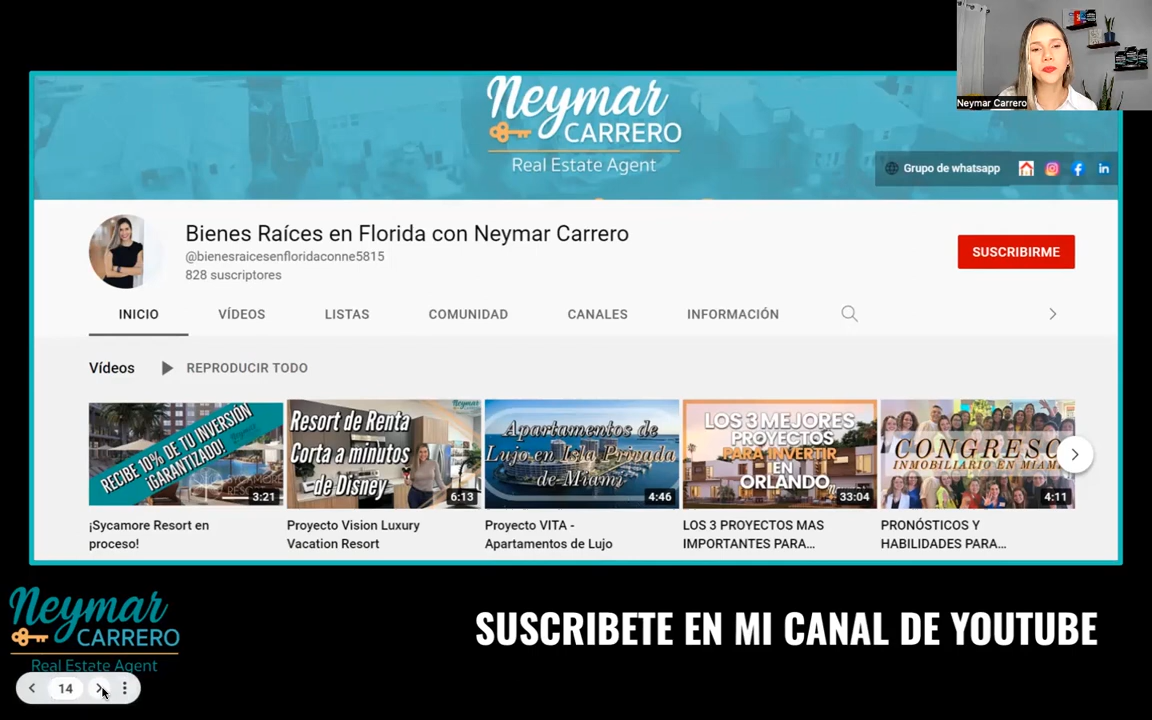 Neymar Carrero
Neymar
CARRERO
Real Estate Agent
Grupo de whatsapp
Bienes Raíces en Florida con Neymar Carrero
@bienesraicesenfloridaconne5815
828 suscriptores
SUSCRIBIRME
INICIO VÍDEOS LISTAS COMUNIDAD CANALES INFORMACIÓN
Vídeos REPRODUCIR TODO
RECIBE 10% DE TU INVERSIÓN
¡GARANTIZADO!
3:21
Resort de Renta
Corta a minutos
de Disney
6:13
Apartamentos de
Lujo en Isla Privada
de Miami
4:46
LOS 3 MEJORES
PROYECTOS
PARA INVERTIR
EN
ORLANDO
33:04
CONGRESO
INMOBILIARIO EN MIAMI
4:11
¡Sycamore Resort en
proceso!
Proyecto Vision Luxury
Vacation Resort
Proyecto VITA -
Apartamentos de Lujo
LOS 3 PROYECTOS MAS
IMPORTANTES PARA...
PRONÓSTICOS Y
HABILIDADES PARA...
Neymar
CARRERO
Real Estate Agent
SUSCRIBETE EN MI CANAL DE YOUTUBE
14